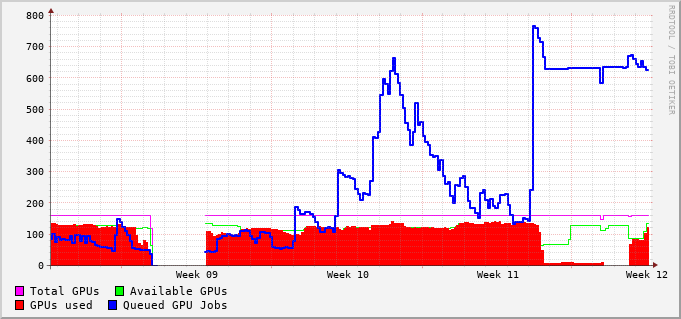 800
700
600
500
400
300
200
100
0
Week 09 Week 10 Week 11 Week 12
Total GPUs Available GPUs
GPUs used Queued GPU Jobs
RRDTOOL / TOBI OETIKER